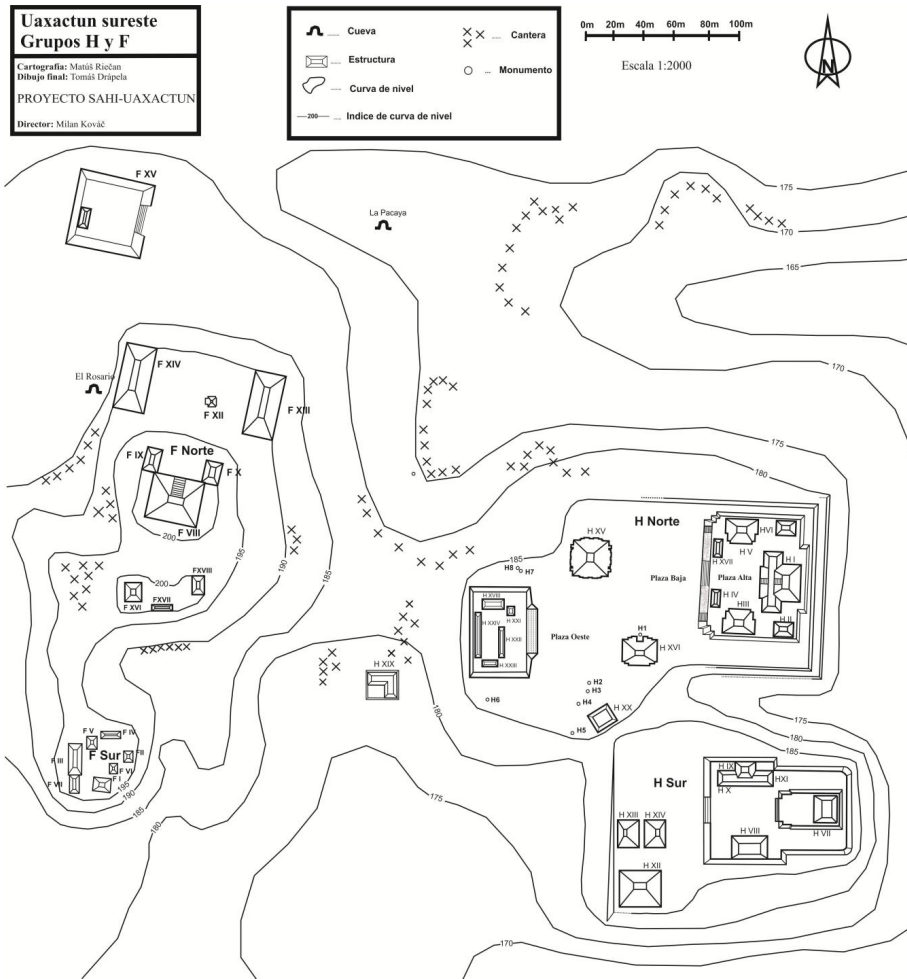 Uaxactun sureste
Grupos H y F
Cartografía: Matúš Riečan
Dibujo final: Tomáš Drápela
PROYECTO SAHI-UAXACTUN
Director: Milan Kováč
Cueva
Estructura
Curva de nivel
200 Indice de curva de nivel
Cantera
Monumento
0m 20m 40m 60m 80m 100m
Escala 1:2000
N
F XV
La Pacaya
175
170
165
170
El Rosario
F XIV
F XII
F XIII
F Norte
F IX
F X
F VIII
200
195
190
185
175
180
200
F XVI
FXVII
FXVIII
H Norte
H XV
185
H8
H7
H XVIII
H XXI
H XXIV
H XXII
H XXIII
Plaza Oeste
Plaza Baja
Plaza Alta
H V
HVI
H XVII
H I
H IV
HIII
H II
H1
H XVI
H2
H3
H4
H5
H6
H XX
H XIX
180
175
175
180
185
F Sur
F V
F IV
F III
FII
F VI
F I
F VII
195
190
185
180
H Sur
H IX
H X
HXI
H VII
H VIII
H XIII
H XIV
H XII
170